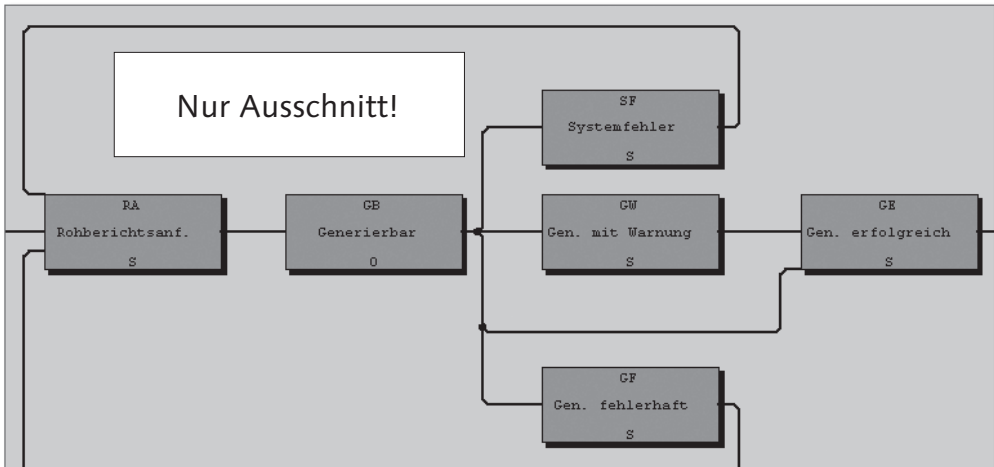 Nur Ausschnitt!
SF
Systemfehler
S
RA
Rohberichtsanf.
S
GB
Generierbar
O
GW
Gen. mit Warnung
S
GE
Gen. erfolgreich
S
GF
Gen. fehlerhaft
S